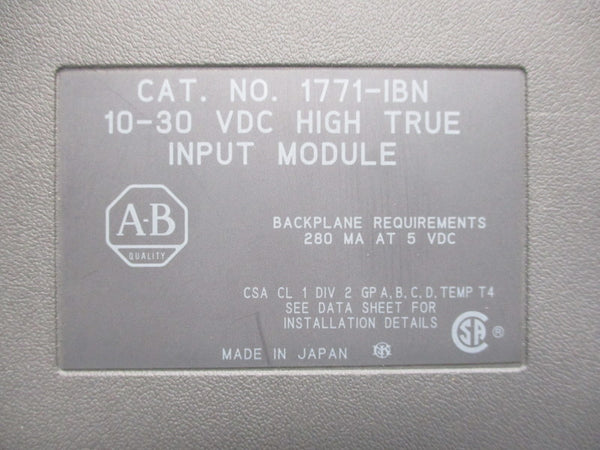 CAT. NO. 1771-IBN
10-30 VDC HIGH TRUE
INPUT MODULE
A-B
QUALITY
BACKPLANE REQUIREMENTS
280 MA AT 5 VDC
CSA CL 1 DIV 2 GP A, B, C, D, TEMP T4
SEE DATA SHEET FOR
INSTALLATION DETAILS
SA ®
MADE IN JAPAN